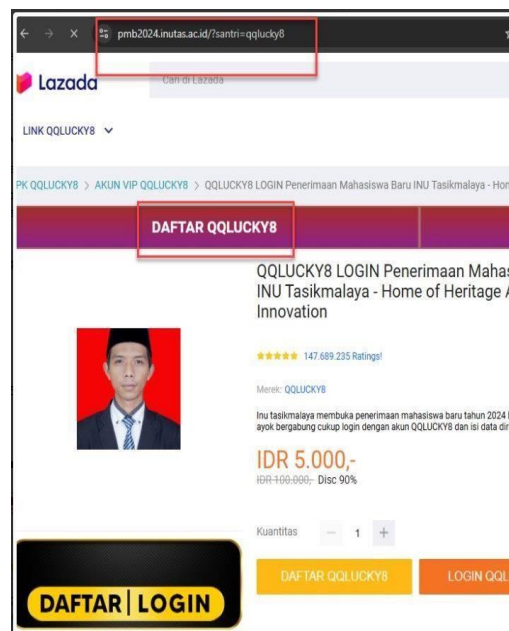 pmb2024.inutas.ac.id/?santri=qqlucky8
Lazada
Cari di Lazada
LINK QQLUCKY8
PK QQLUCKY8 > AKUN VIP QQLUCKY8 > QQLUCKY8 LOGIN Penerimaan Mahasiswa Baru INU Tasikmalaya - Hom
DAFTAR QQLUCKY8
QQLUCKY8 LOGIN Penerimaan Mahas
INU Tasikmalaya - Home of Heritage A
Innovation
147.689.235 Ratings!
Merek: QQLUCKY8
Inu tasikmalaya membuka penerimaan mahasiswa baru tahun 2024
ayok bergabung cukup login dengan akun QQLUCKY8 dan isi data dir
IDR 5.000,-
IDR 100.000,- Disc 90%
Kuantitas − 1 +
DAFTAR QQLUCKY8
LOGIN QQL
DAFTAR | LOGIN